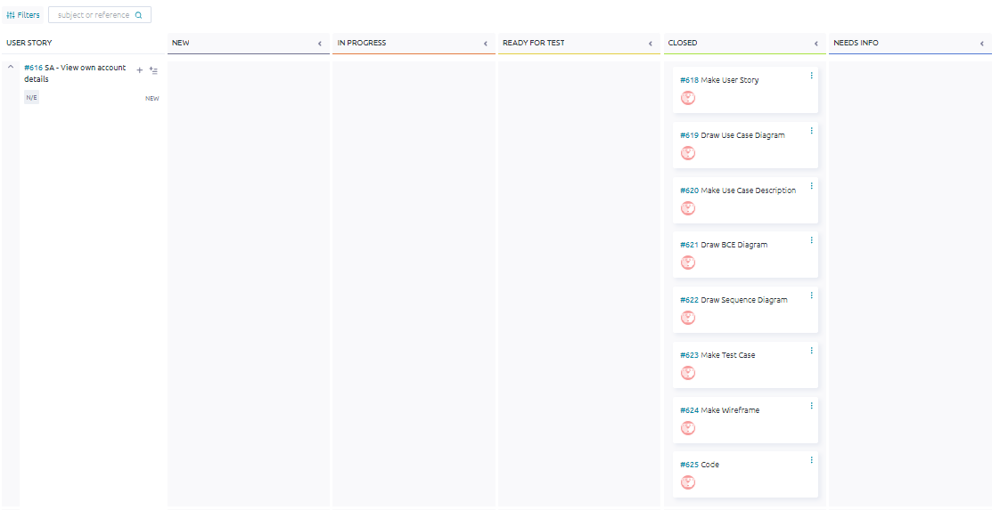 Filters
subject or reference
USER STORY
NEW
IN PROGRESS
READY FOR TEST
CLOSED
NEEDS INFO
#616 SA - View own account
details
N/E
NEW
#618 Make User Story
#619 Draw Use Case Diagram
#620 Make Use Case Description
#621 Draw BCE Diagram
#622 Draw Sequence Diagram
#623 Make Test Case
#624 Make Wireframe
#625 Code